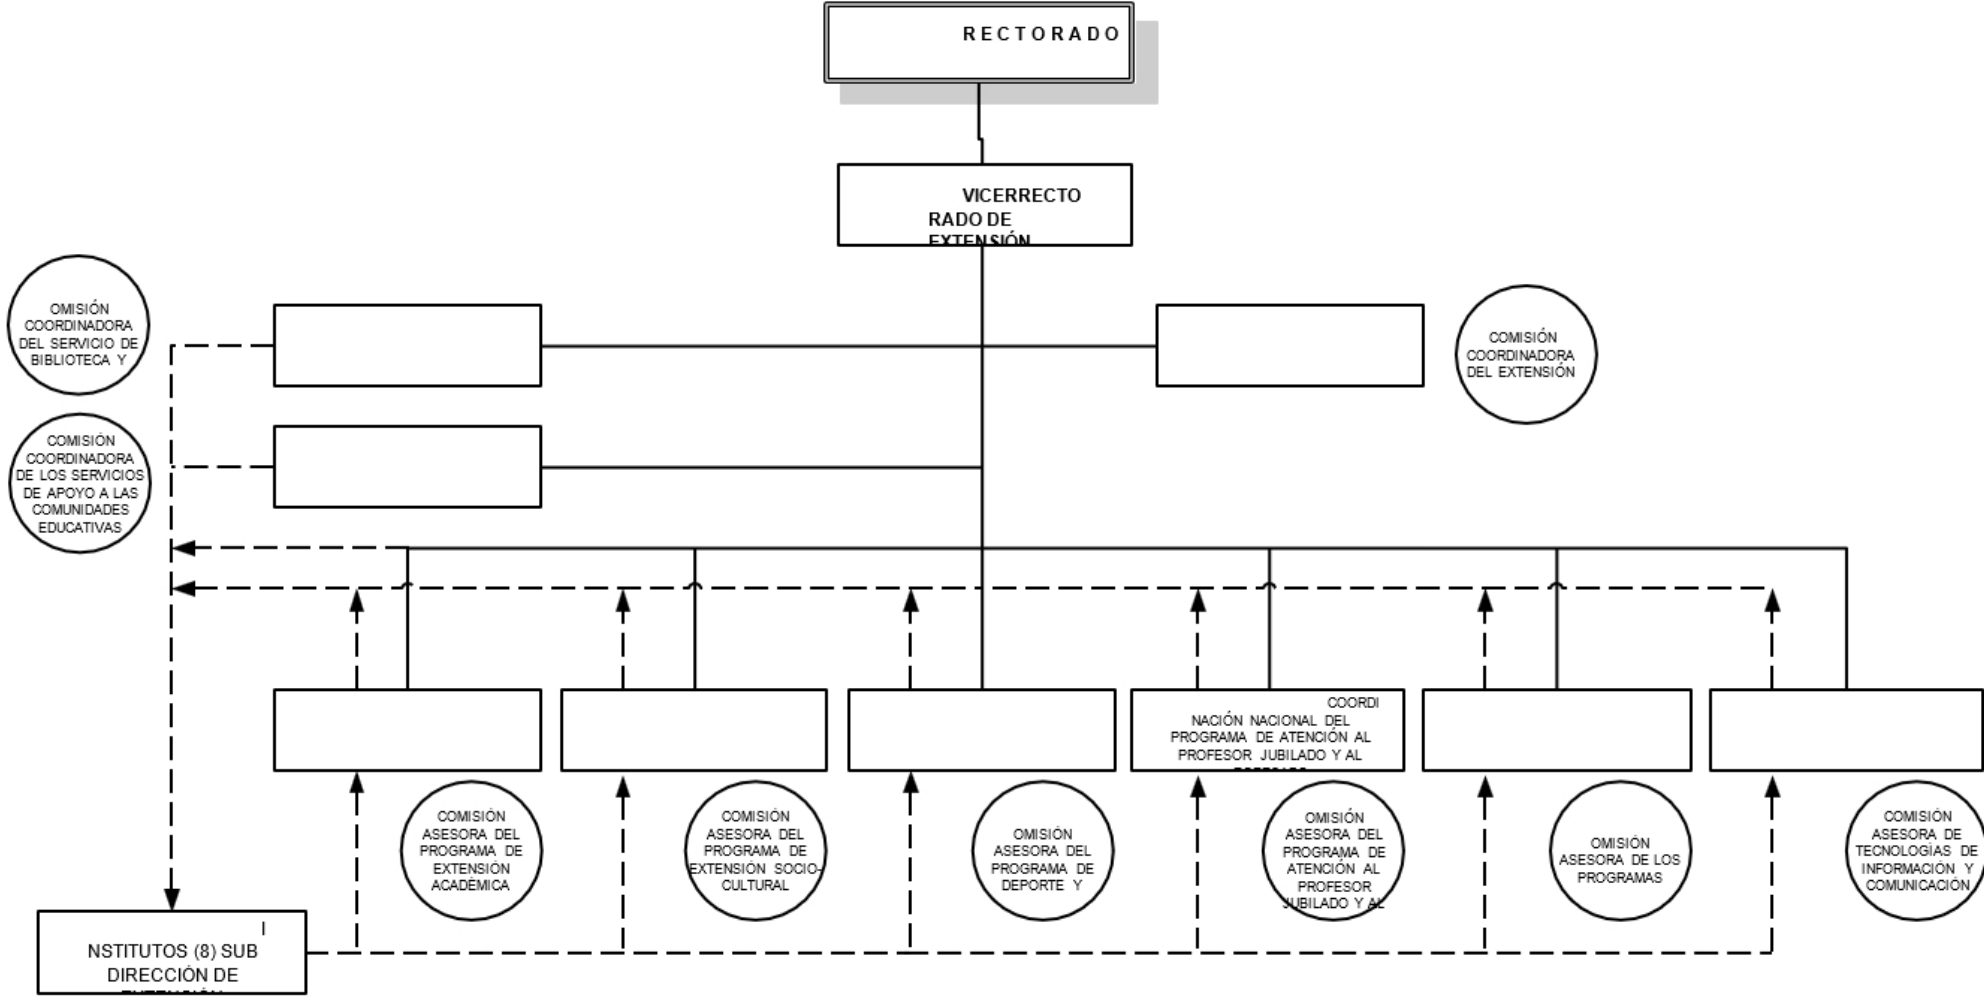 RECTORADO
VICERRECTO
RADO DE
EXTENSIÓN
OMISIÓN
COORDINADORA
DEL SERVICIO DE
BIBLIOTECA Y
COMISIÓN
COORDINADORA
DEL EXTENSIÓN
COMISIÓN
COORDINADORA
DE LOS SERVICIOS
DE APOYO A LAS
COMUNIDADES
EDUCATIVAS
COORDI
NACIÓN NACIONAL DEL
PROGRAMA DE ATENCIÓN AL
PROFESOR JUBILADO Y AL
COMISIÓN
ASESORA DEL
PROGRAMA DE
EXTENSIÓN
ACADÉMICA
COMISIÓN
ASESORA DEL
PROGRAMA DE
EXTENSIÓN SOCIO-
CULTURAL
OMISIÓN
ASESORA DEL
PROGRAMA DE
DEPORTE Y
OMISIÓN
ASESORA DEL
PROGRAMA DE
ATENCIÓN AL
PROFESOR
JUBILADO Y AL
OMISIÓN
ASESORA DE LOS
PROGRAMAS
COMISIÓN
ASESORA DE
TECNOLOGÍAS DE
INFORMACIÓN Y
COMUNICACIÓN
I
NSTITUTOS (8) SUB
DIRECCIÓN DE